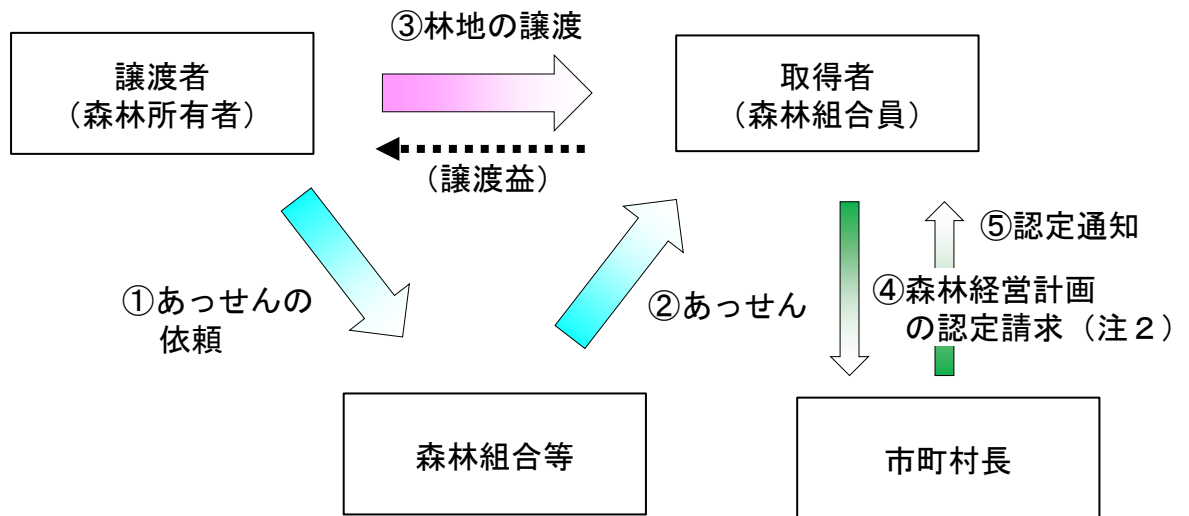 ③林地の譲渡
譲渡者
（森林所有者）
取得者
（森林組合員）
（譲渡益）
①あっせんの
依頼
②あっせん
⑤認定通知
④森林経営計画
の認定請求（注２）
森林組合等
市町村長